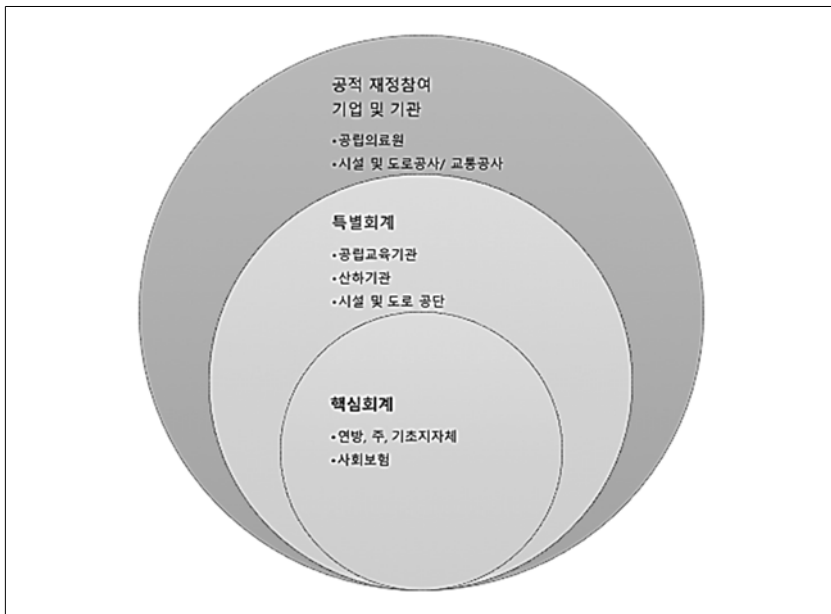 공적 재정참여
기업 및 기관
•공립의료원
•시설 및 도로공사/ 교통공사
특별회계
•공립교육기관
•산하기관
•시설 및 도로 공단
핵심회계
•연방, 주, 기초지자체
•사회보험